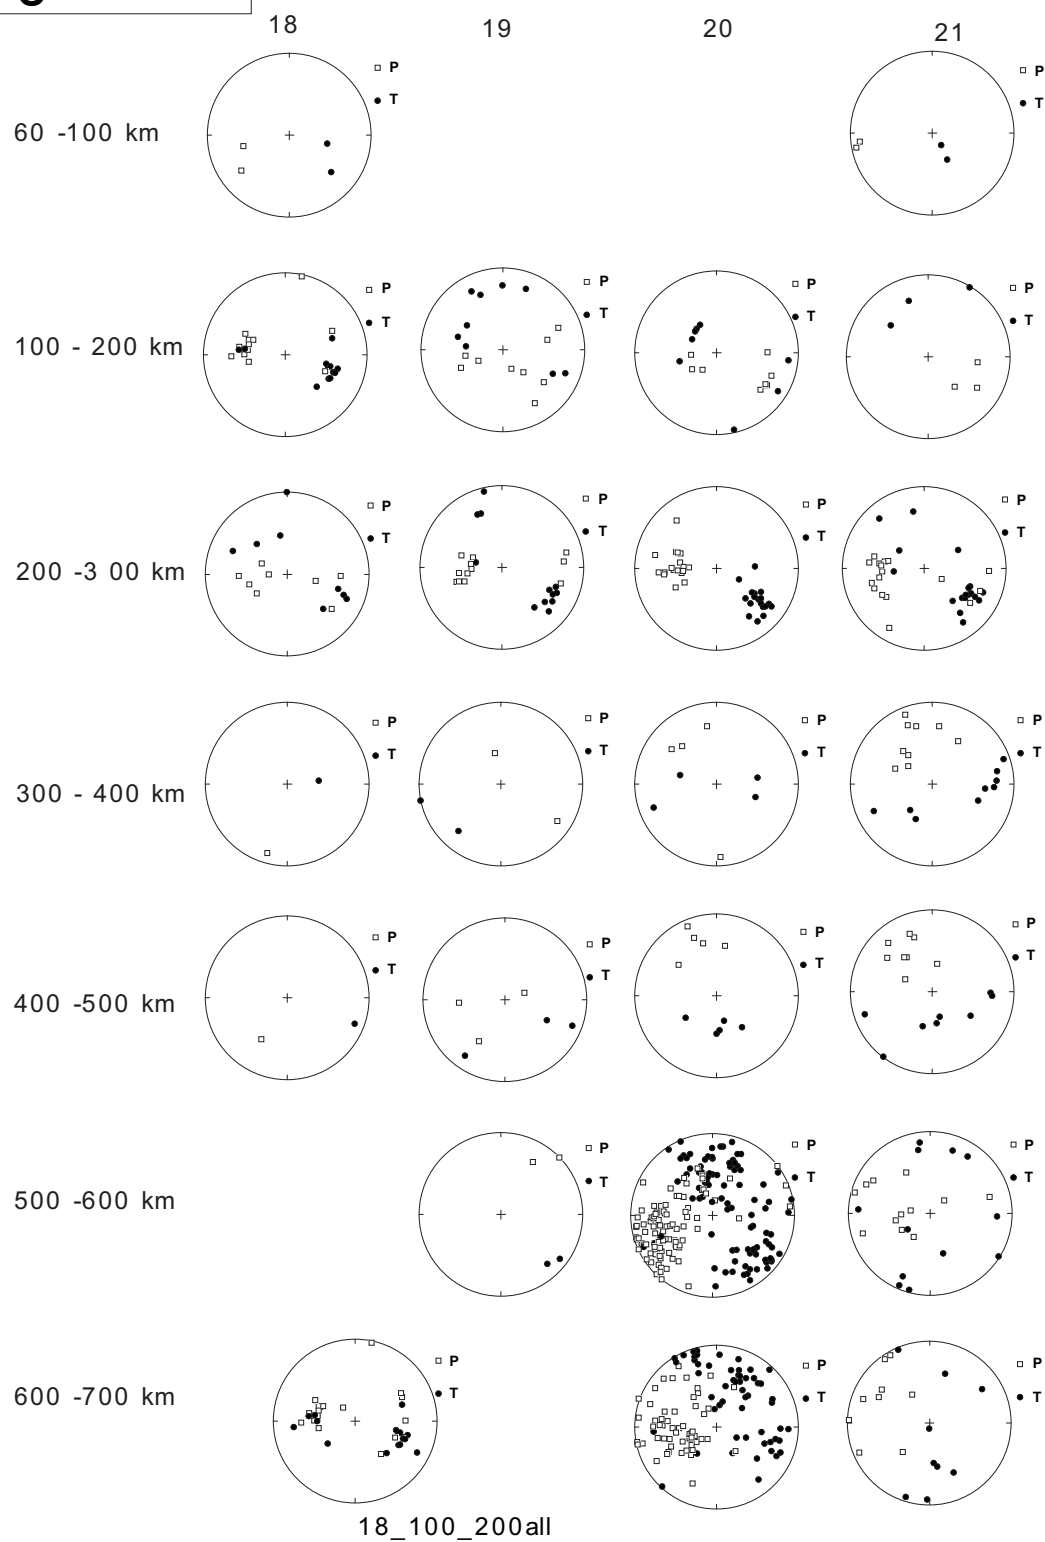 18 19 20 21
P P
T T
60 -100 km
P P P P
T T T T
100 - 200 km
P P P P
T T T T
200 -3 00 km
P P P P
T T T T
300 - 400 km
P P P P
T T T T
400 -500 km
P P P
T T T
500 -600 km
P P P
T T T
600 -700 km
18_100_200all